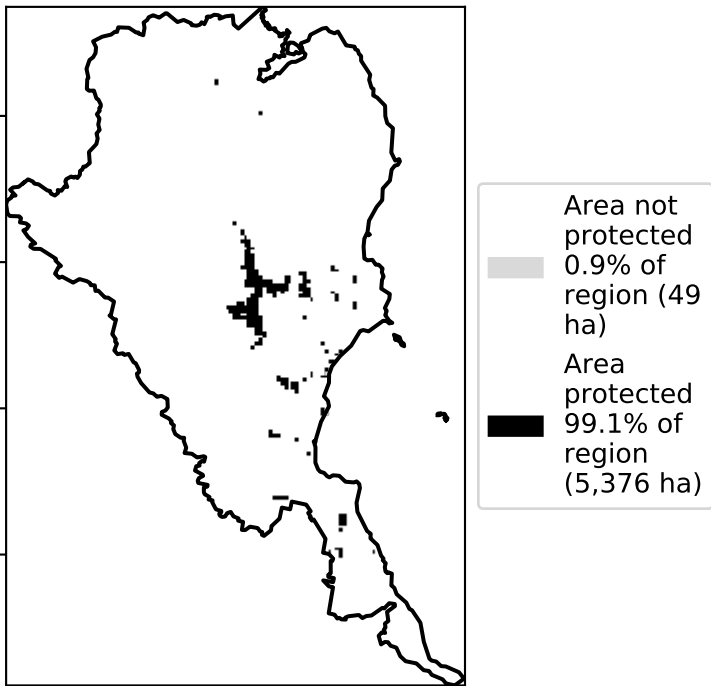 Area not
protected
0.9% of
region (49
ha)
Area
protected
99.1% of
region
(5,376 ha)